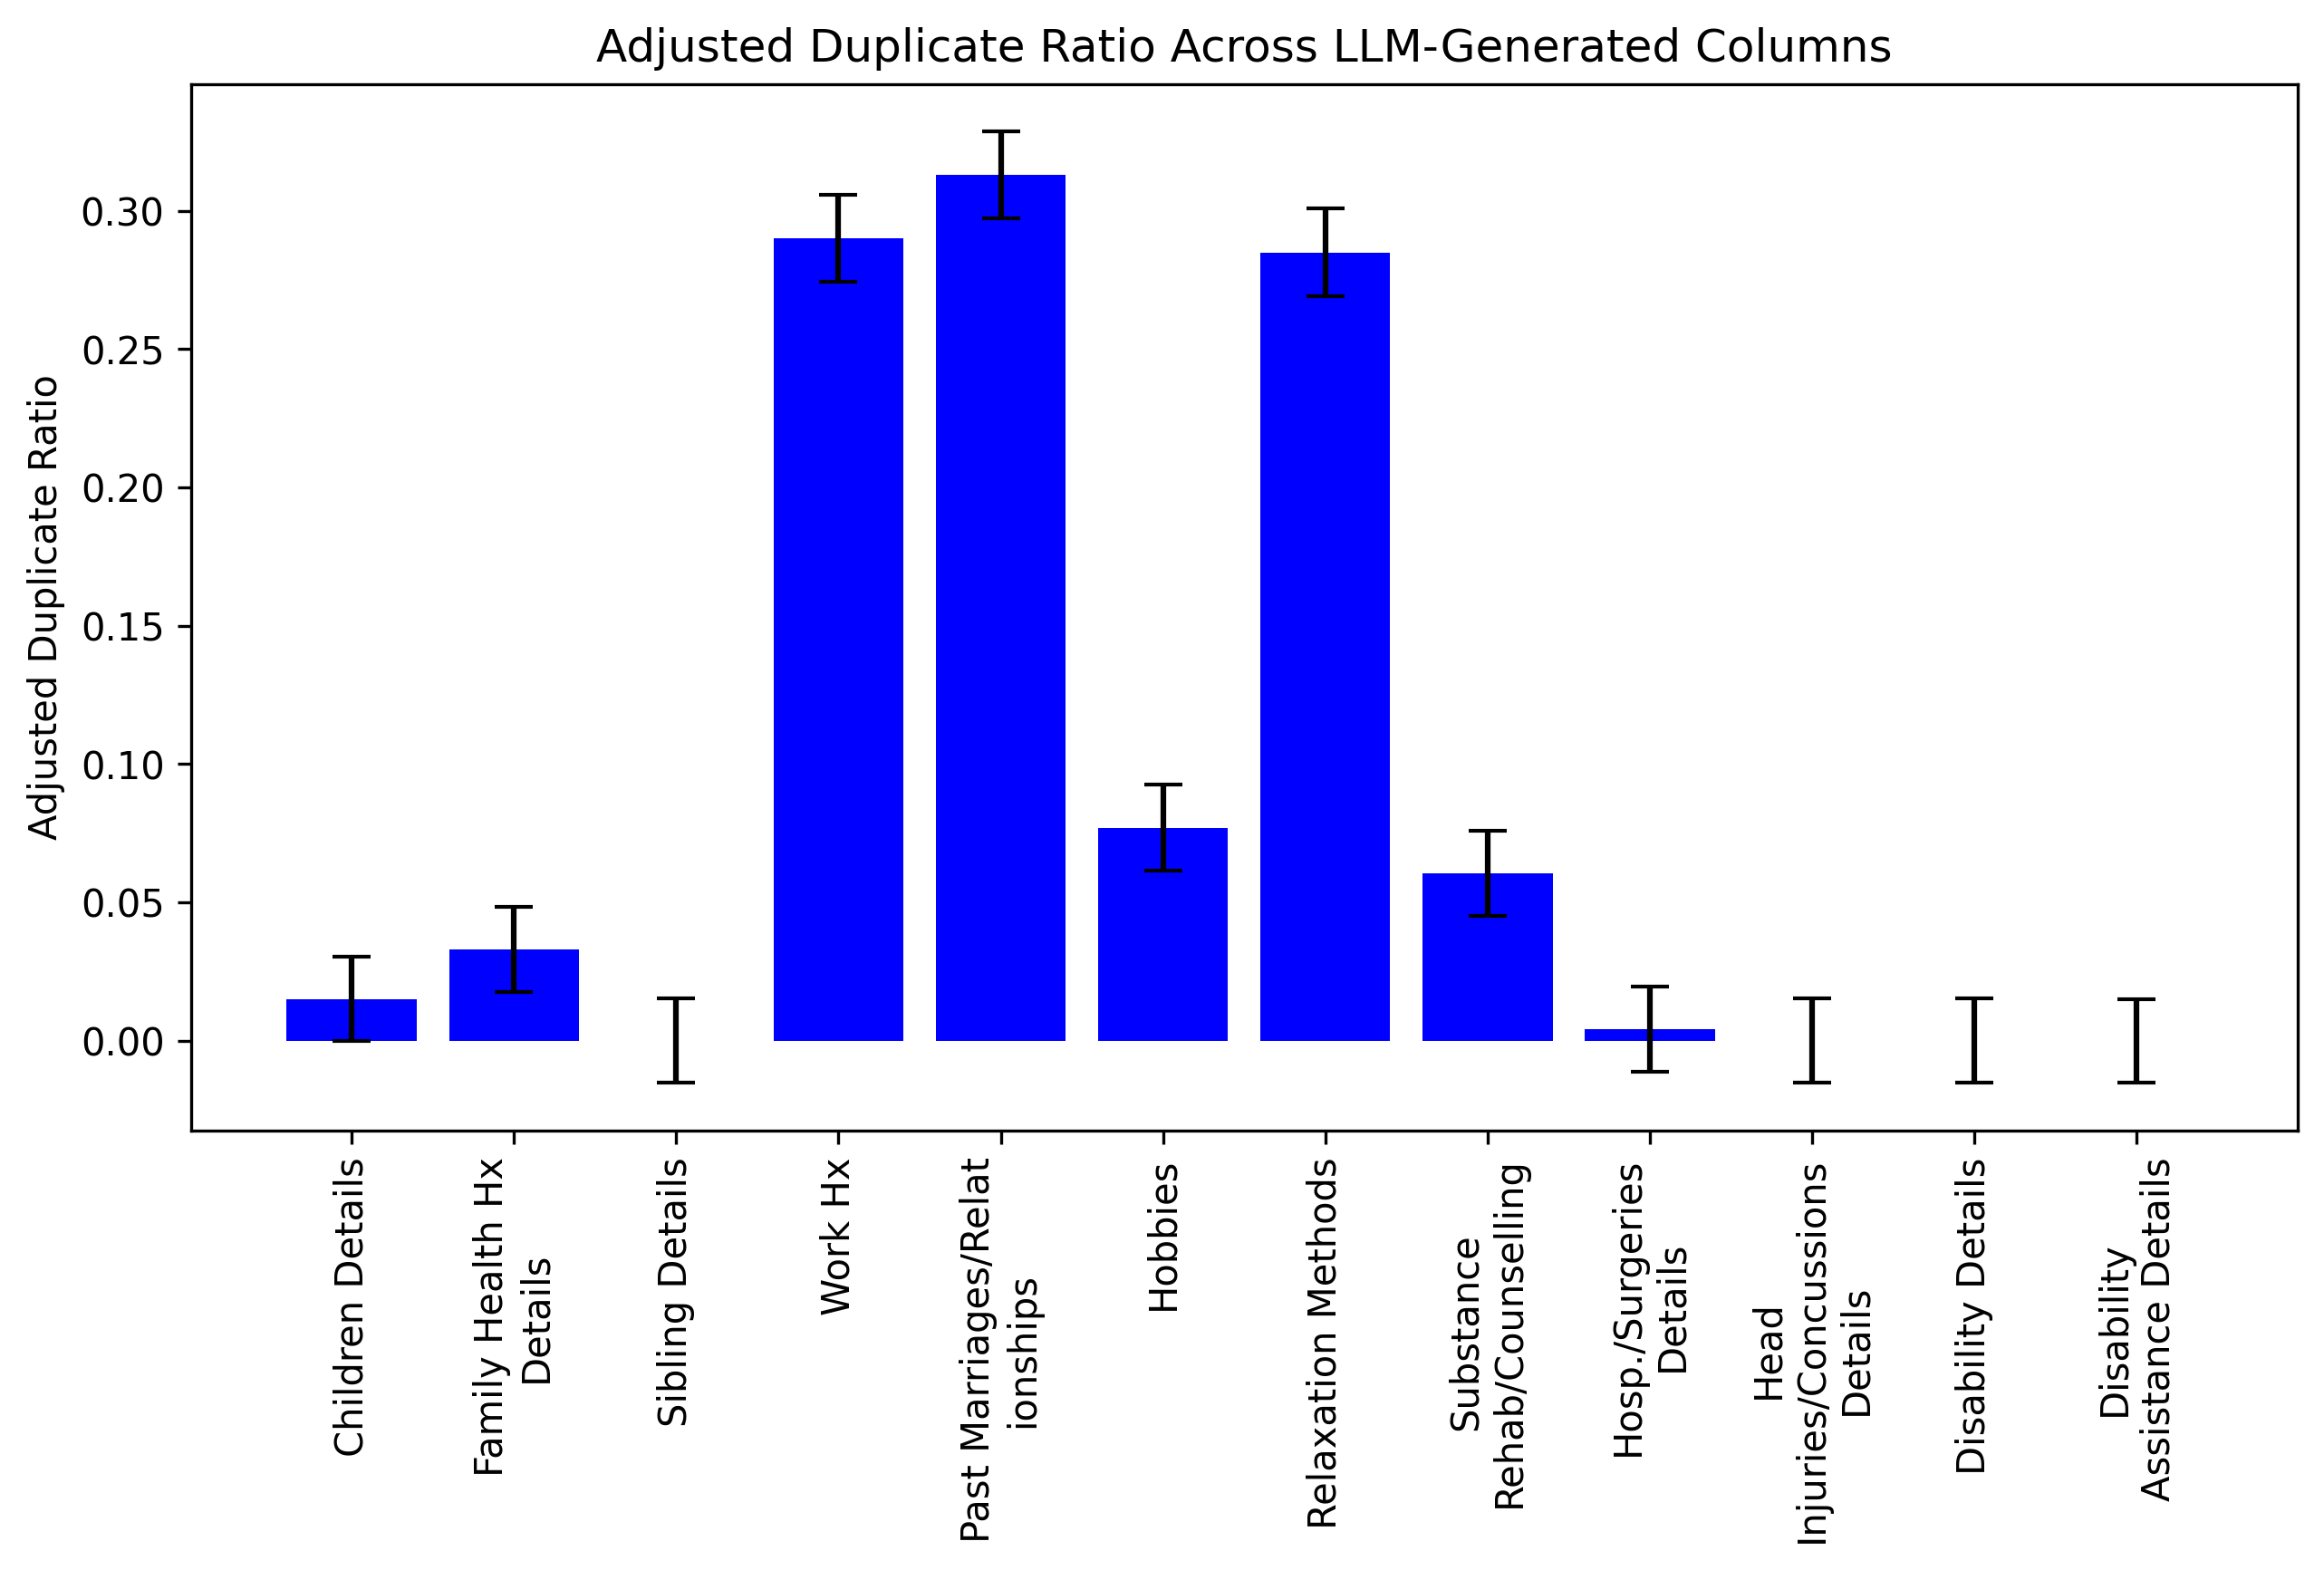 Adjusted Duplicate Ratio Across LLM-Generated Columns
Adjusted Duplicate Ratio
0.30
0.25
0.20
0.15
0.10
0.05
0.00
Children Details
Family Health Hx
Details
Sibling Details
Work Hx
Past Marriages/Relat
ionships
Hobbies
Relaxation Methods
Substance
Rehab/Counselling
Hosp./Surgeries
Details
Head
Injuries/Concussions
Details
Disability Details
Disability
Assistance Details